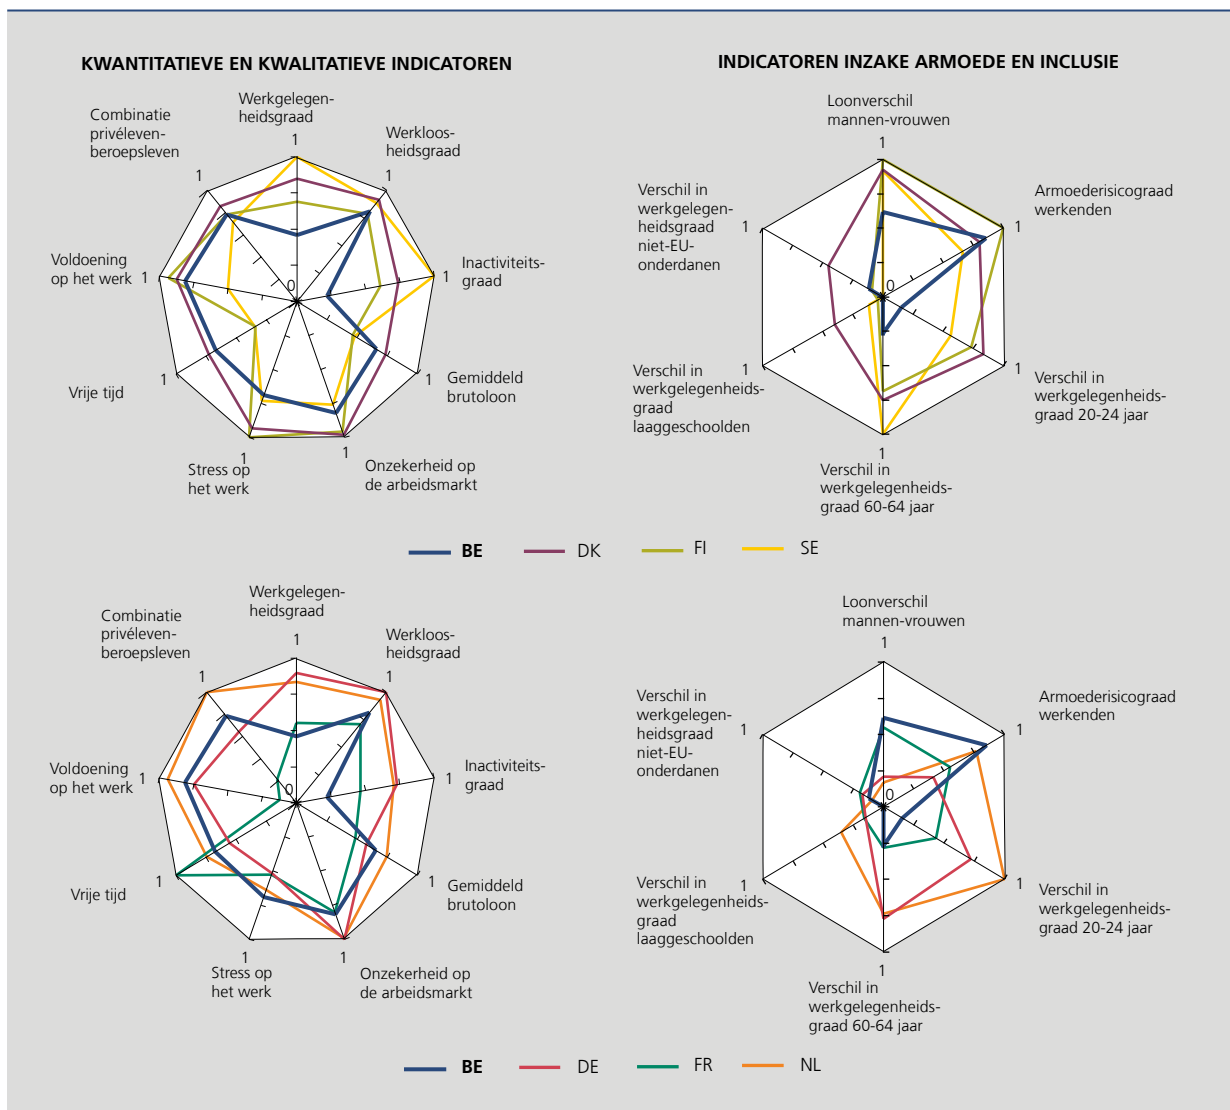 KWANTITATIEVE EN KWALITATIEVE INDICATOREN
Werkgelegen-
heidsgraad
1
Werkloos-
heidsgraad
1
Inactiviteits-
graad
1
Gemiddeld
brutoloon
1
Onzekerheid op
de arbeidsmarkt
1
Stress op
het werk
1
Vrije tijd
1
Voldoening
op het werk
1
Combinatie
privéleven-
beroepsleven
1
0
INDICATOREN INZAKE ARMOEDE EN INCLUSIE
Loonverschil
mannen-vrouwen
1
Armoederisicograad
werkenden
1
Verschil in
werkgelegenheids-
graad 20-24 jaar
1
Verschil in
werkgelegenheids-
graad 60-64 jaar
1
Verschil in
werkgelegenheids-
graad
laaggeschoolden
1
Verschil in
werkgelegen-
heidsgraad
niet-EU-
onderdanen
1
0
BE
DK
FI
SE
Werkgelegen-
heidsgraad
1
Werkloos-
heidsgraad
1
Inactiviteits-
graad
1
Gemiddeld
brutoloon
1
Onzekerheid op
de arbeidsmarkt
1
Stress op
het werk
1
Vrije tijd
1
Voldoening
op het werk
1
Combinatie
privéleven-
beroepsleven
1
0
Loonverschil
mannen-vrouwen
1
Armoederisicograad
werkenden
1
Verschil in
werkgelegenheids-
graad 20-24 jaar
1
Verschil in
werkgelegenheids-
graad 60-64 jaar
1
Verschil in
werkgelegenheids-
graad
laaggeschoolden
1
Verschil in
werkgelegen-
heidsgraad
niet-EU-
onderdanen
1
0
BE
DE
FR
NL